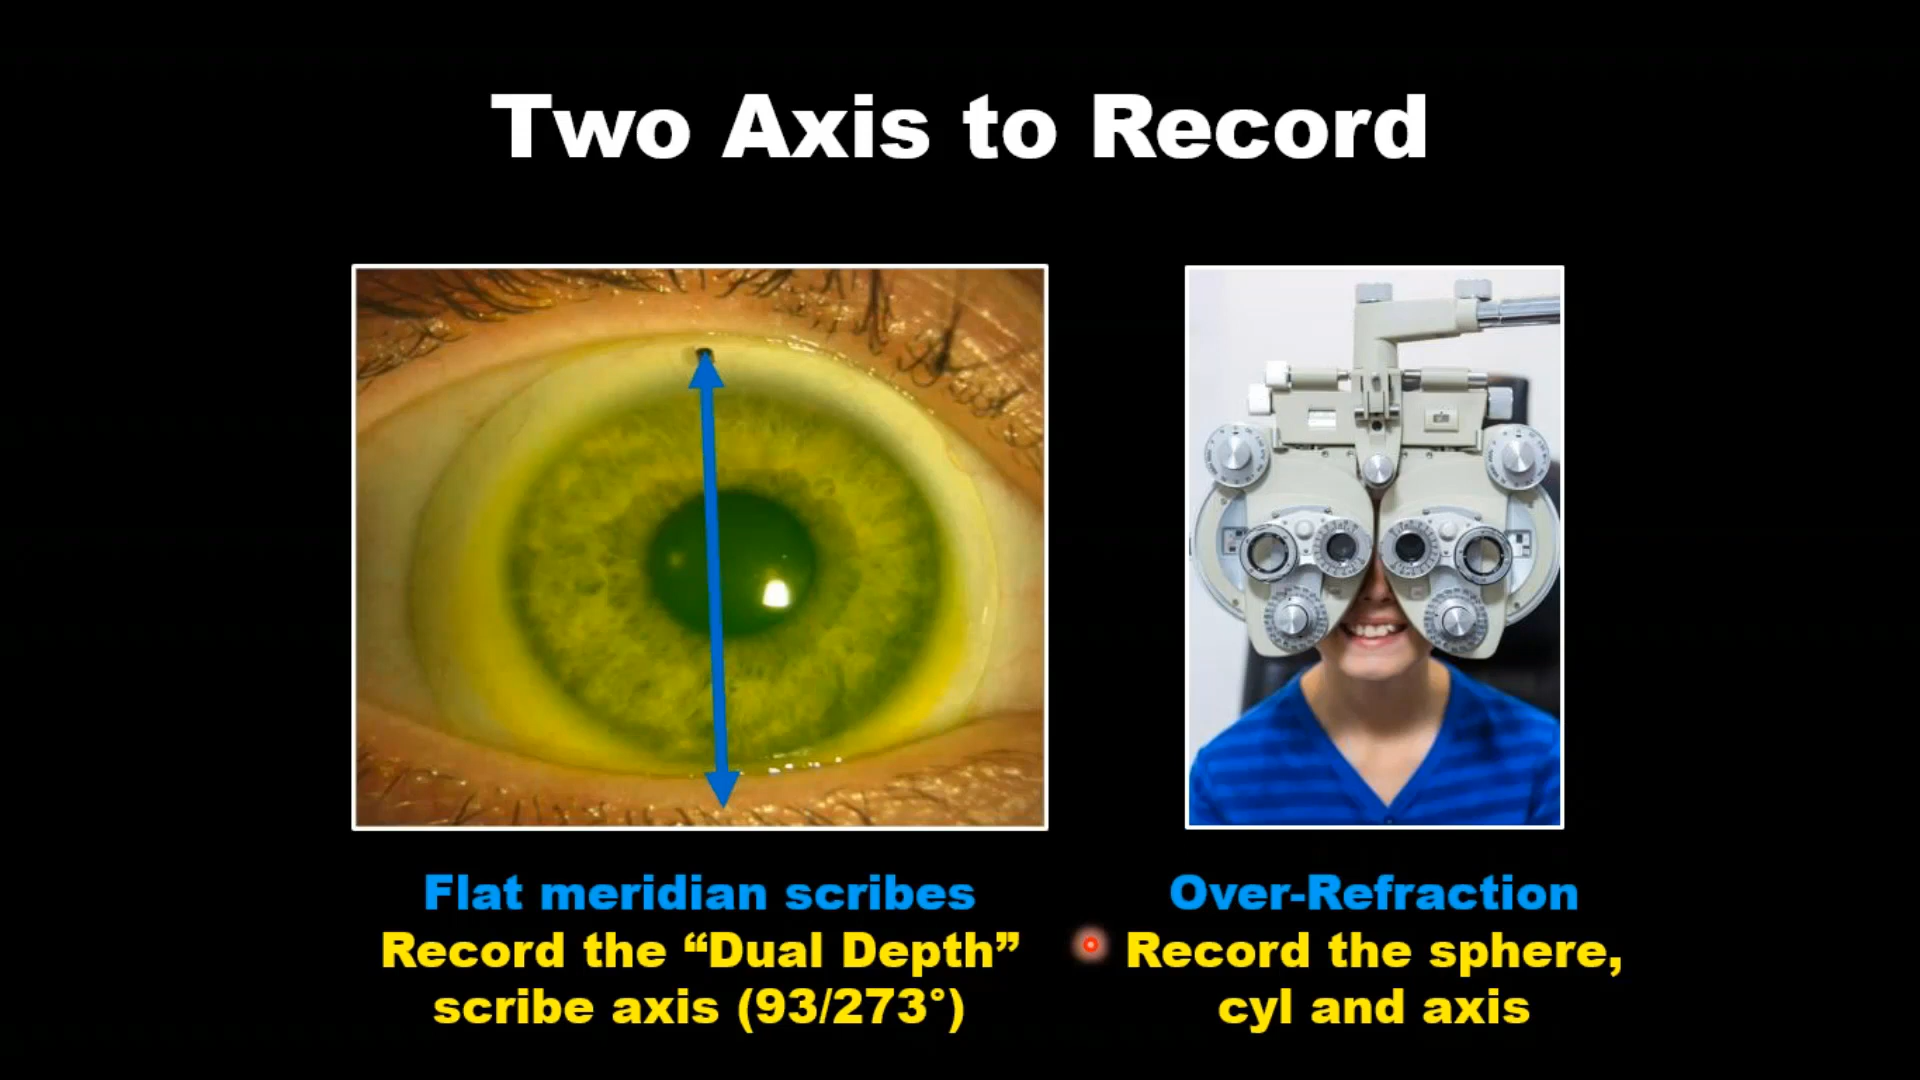 Two Axis to Record
Flat meridian scribes
Record the “Dual Depth”
scribe axis (93/273°)
Over-Refraction
Record the sphere,
cyl and axis